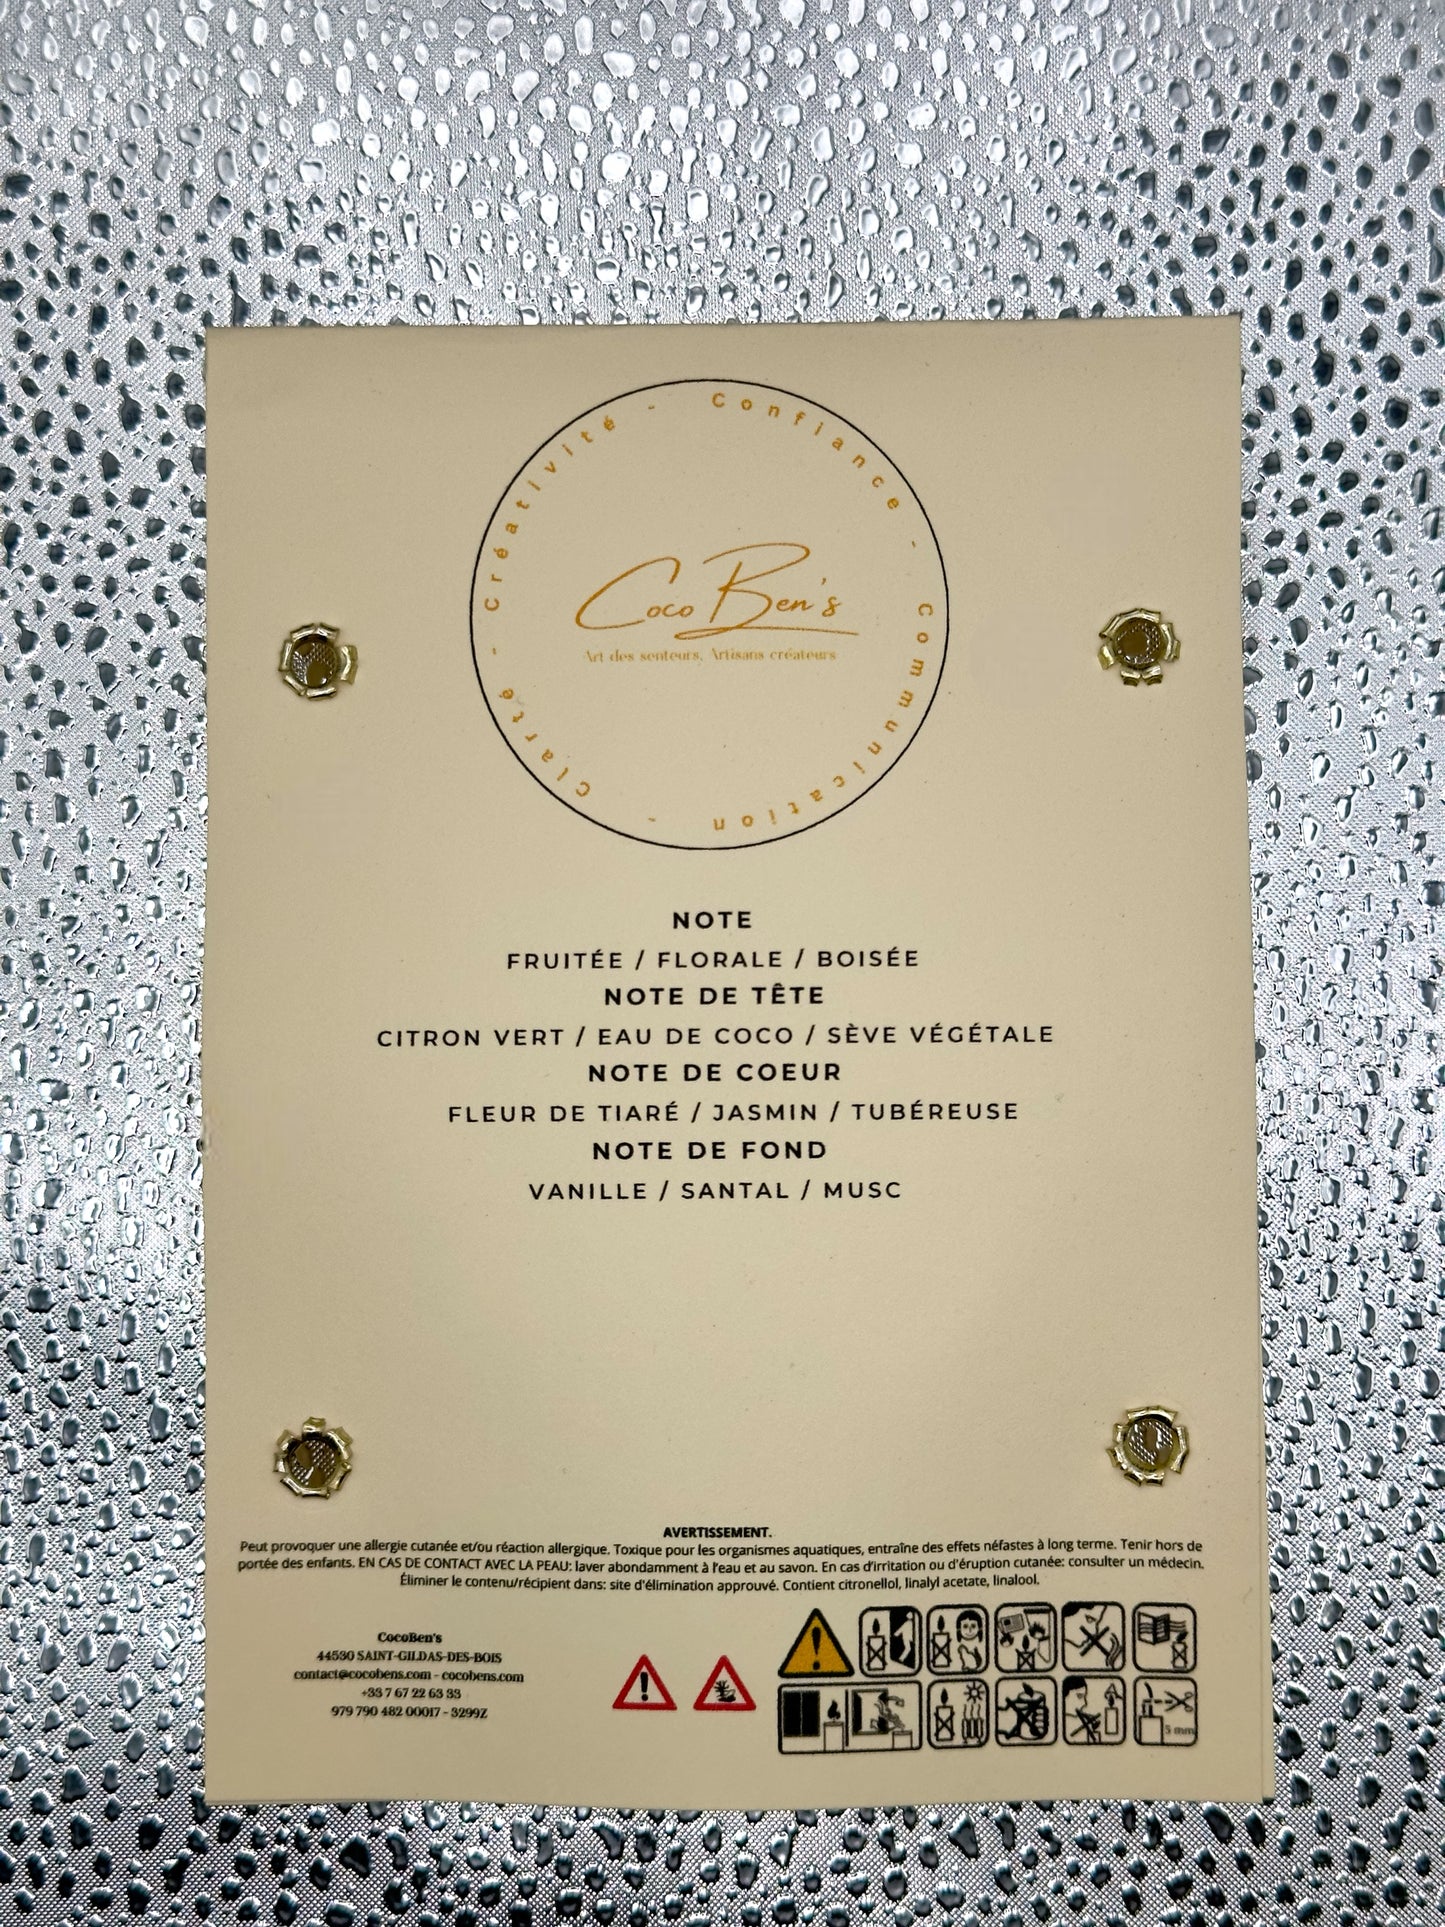 Confiance - Communication - Clarté - Créativité -
Coco Ben's
Art des senteurs, Artisans créateurs
NOTE
FRUITÉE / FLORALE / BOISÉE
NOTE DE TÊTE
CITRON VERT / EAU DE COCO / SÈVE VÉGÉTALE
NOTE DE COEUR
FLEUR DE TIARÉ / JASMIN / TUBÉREUSE
NOTE DE FOND
VANILLE / SANTAL / MUSC
AVERTISSEMENT.
Peut provoquer une allergie cutanée et/ou réaction allergique. Toxique pour les organismes aquatiques, entraîne des effets néfastes à long terme. Tenir hors de
portée des enfants. EN CAS DE CONTACT AVEC LA PEAU: laver abondamment à l'eau et au savon. En cas d'irritation ou d'éruption cutanée: consulter un médecin.
Éliminer le contenu/récipient dans: site d'élimination approuvé. Contient citronellol, linalyl acetate, linalool.
CocoBen's
44530 SAINT-GILDAS-DES-BOIS
contact@cocobens.com - cocobens.com
+33 7 67 22 63 33
979 790 482 00017 - 3299Z
5 mm